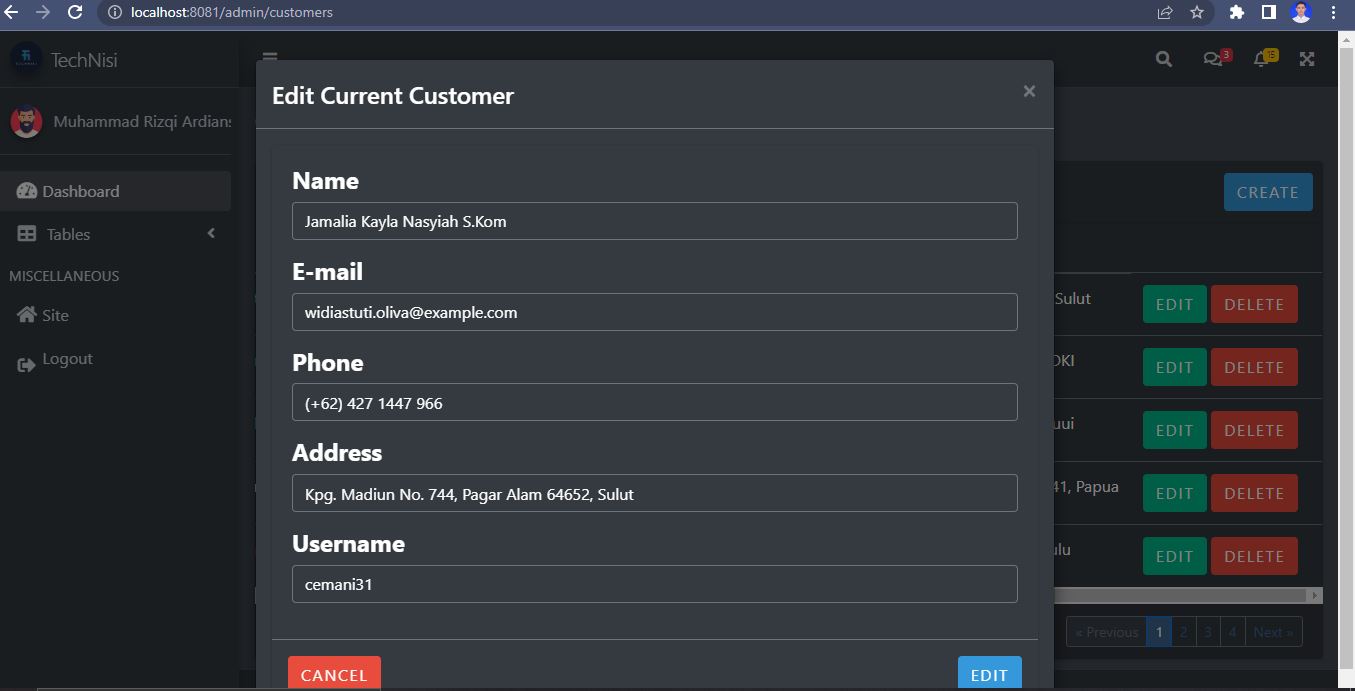 localhost:8081/admin/customers
TechNisi
3
15
Muhammad Rizqi Ardians
Edit Current Customer
×
Dashboard
Tables
MISCELLANEOUS
Site
Logout
CREATE
Name
Jamalia Kayla Nasyiah S.Kom
E-mail
widiastuti.oliva@example.com
Phone
(+62) 427 1447 966
Address
Kpg. Madiun No. 744, Pagar Alam 64652, Sulut
Username
cemani31
CANCEL
EDIT
Sulut
EDIT DELETE
DKI
EDIT DELETE
EDIT DELETE
41, Papua
EDIT DELETE
EDIT DELETE
« Previous 1 2 3 4 Next »